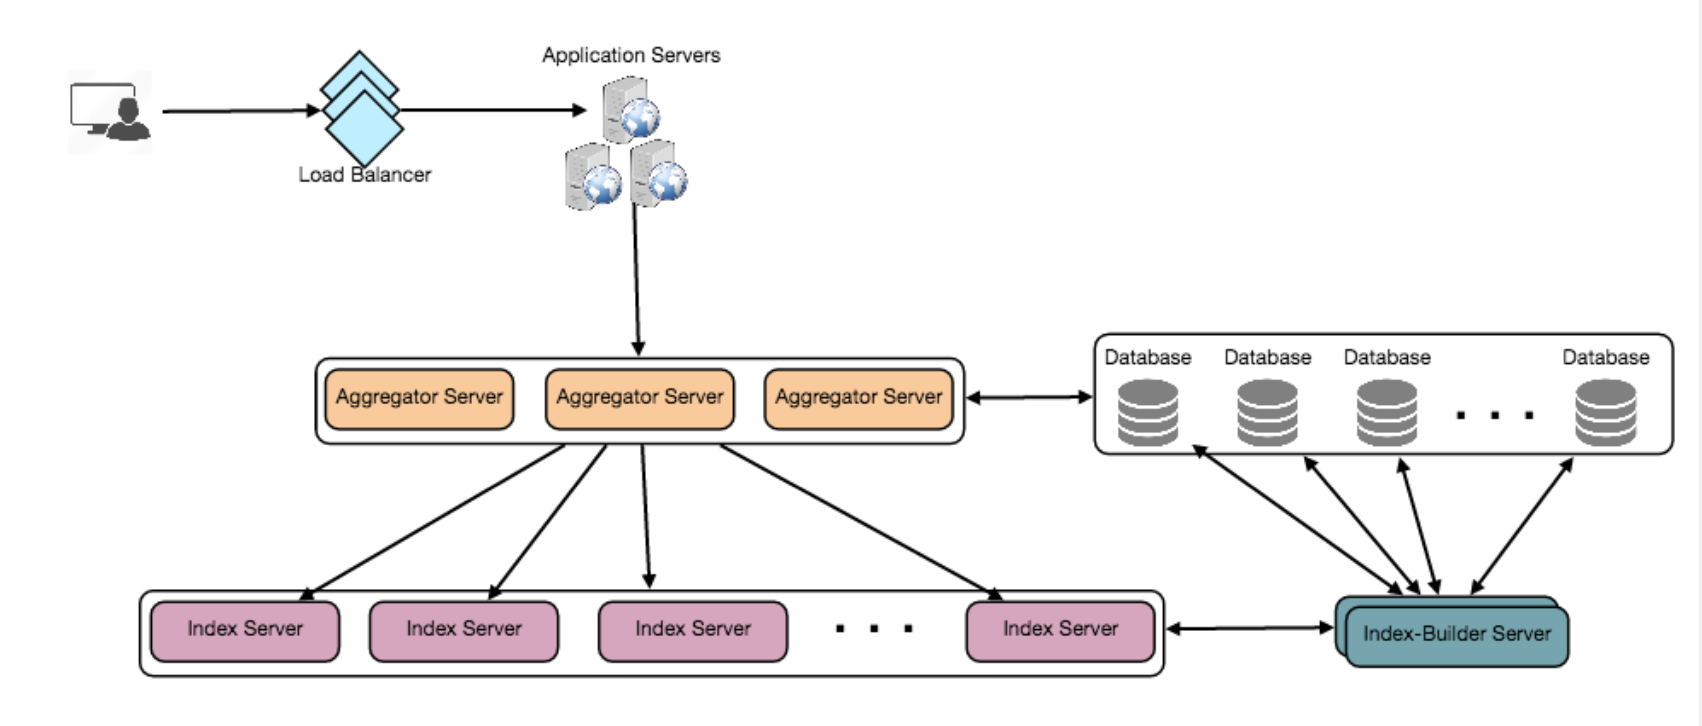 Application Servers
Load Balancer
Database Database Database Database
Aggregator Server Aggregator Server Aggregator Server
Index Server Index Server Index Server Index Server
Index-Builder Server